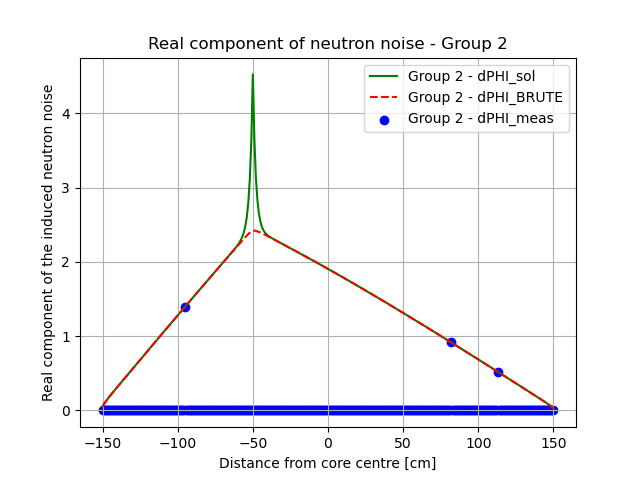 Real component of neutron noise - Group 2
Group 2 - dPHI_sol
Group 2 - dPHI_BRUTE
Group 2 - dPHI_meas
Real component of the induced neutron noise
4
3
2
1
0
−150
−100
−50
0
50
100
150
Distance from core centre [cm]